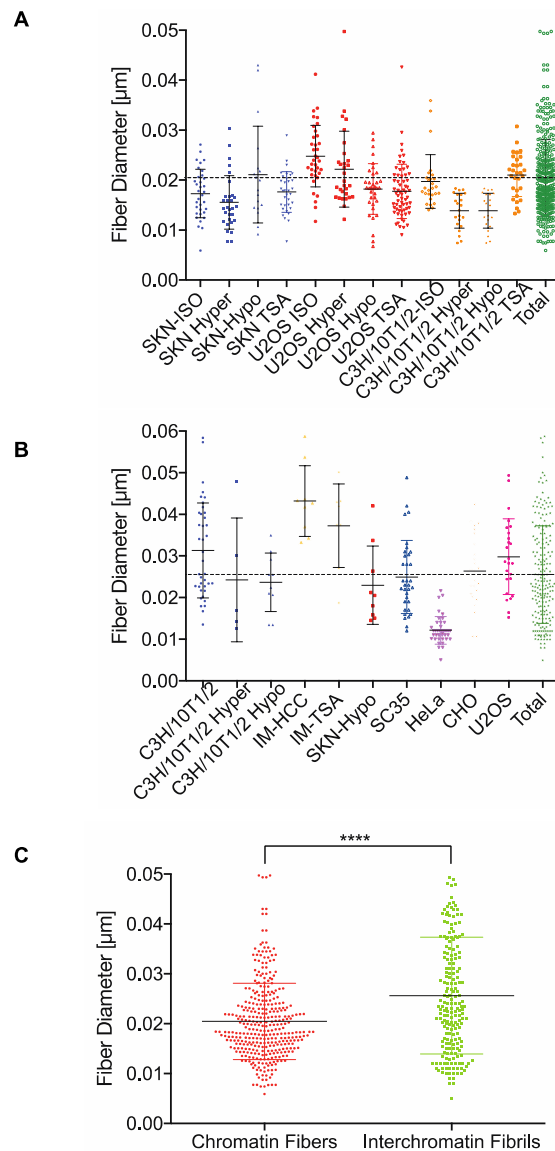 A
Fiber Diameter [µm]
0.05
0.04
0.03
0.02
0.01
0.00
SKN-ISO
SKN Hyper
SKN-Hypo
SKN TSA
U2OS ISO
U2OS Hyper
U2OS Hypo
U2OS TSA
C3H/10T1/2-ISO
C3H/10T1/2 Hyper
C3H/10T1/2 Hypo
C3H/10T1/2 TSA
Total
B
Fiber Diameter [µm]
0.06
0.05
0.04
0.03
0.02
0.01
0.00
C3H/10T1/2
C3H/10T1/2 Hyper
C3H/10T1/2 Hypo
IM-HCC
IM-TSA
SKN-Hypo
SC35
HeLa
CHO
U2OS
Total
C
****
Fiber Diameter [µm]
0.05
0.04
0.03
0.02
0.01
0.00
Chromatin Fibers
Interchromatin Fibrils